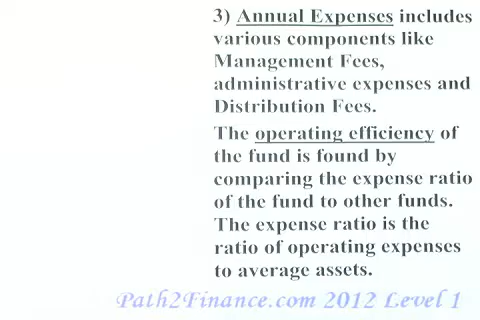 3) Annual Expenses includes
various components like
Management Fees,
administrative expenses and
Distribution Fees.
The operating efficiency of
the fund is found by
comparing the expense ratio
of the fund to other funds.
The expense ratio is the
ratio of operating expenses
to average assets.
Path2Finance.com 2012 Level 1